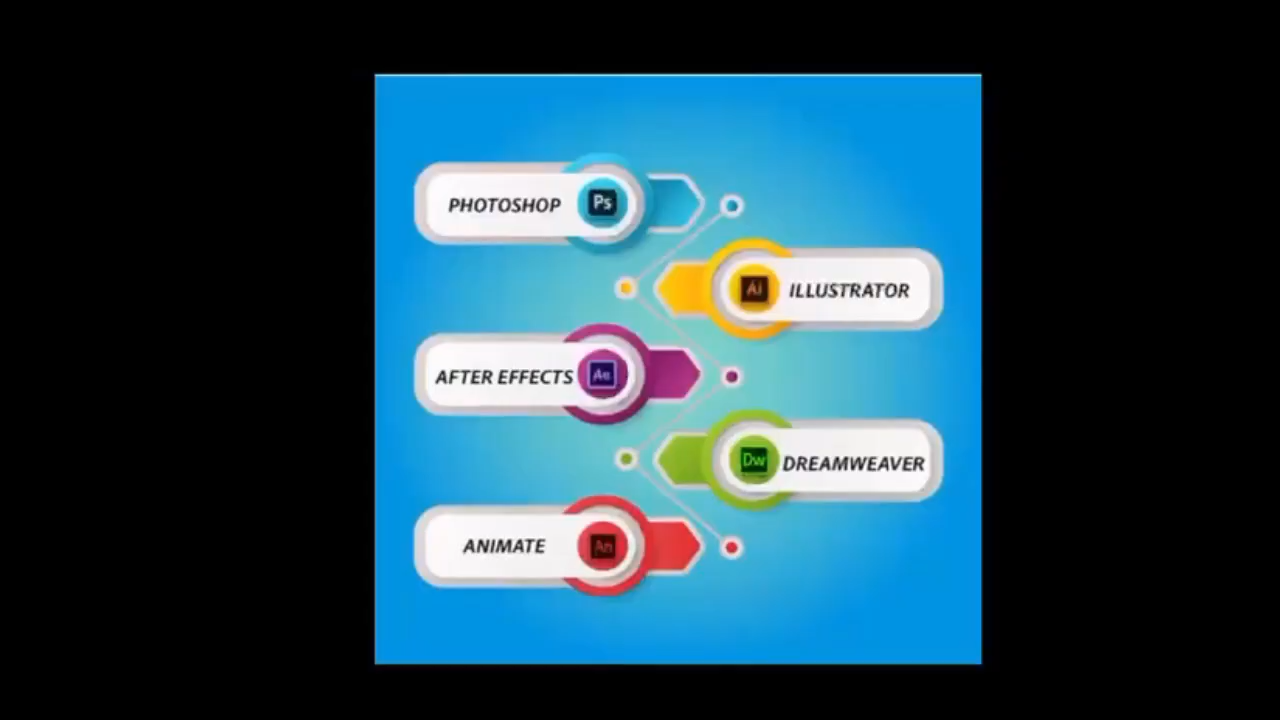 PHOTOSHOP Ps
Ai ILLUSTRATOR
AFTER EFFECTS Ae
Dw DREAMWEAVER
ANIMATE An